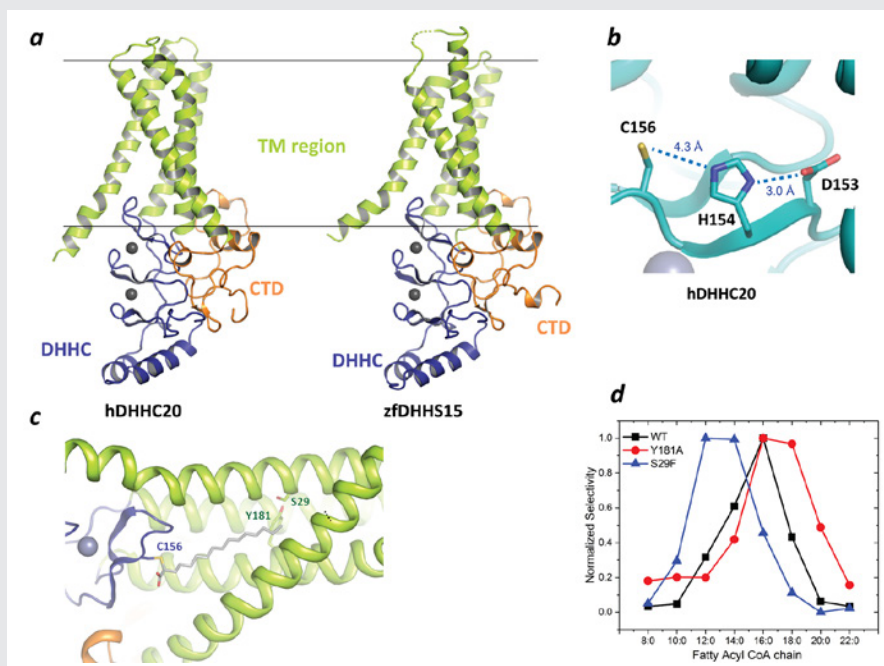 a
TM region
CTD
DHHC
hDHHC20
CTD
DHHC
zfDHHS15
b
C156
4.3 Å
3.0 Å
D153
H154
hDHHC20
c
S29
Y181
C156
d
WT
Y181A
S29F
Normalized Selectivity
1.0
0.8
0.6
0.4
0.2
0.0
8:0 10:0 12:0 14:0 16:0 18:0 20:0 22:0
Fatty Acyl CoA chain